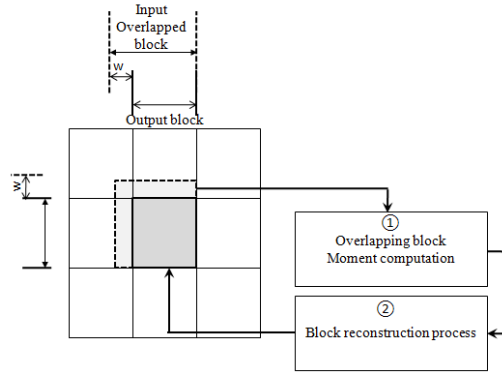 Input
Overlapped
block
w
Output block
w
①
Overlapping block
Moment computation
②
Block reconstruction process